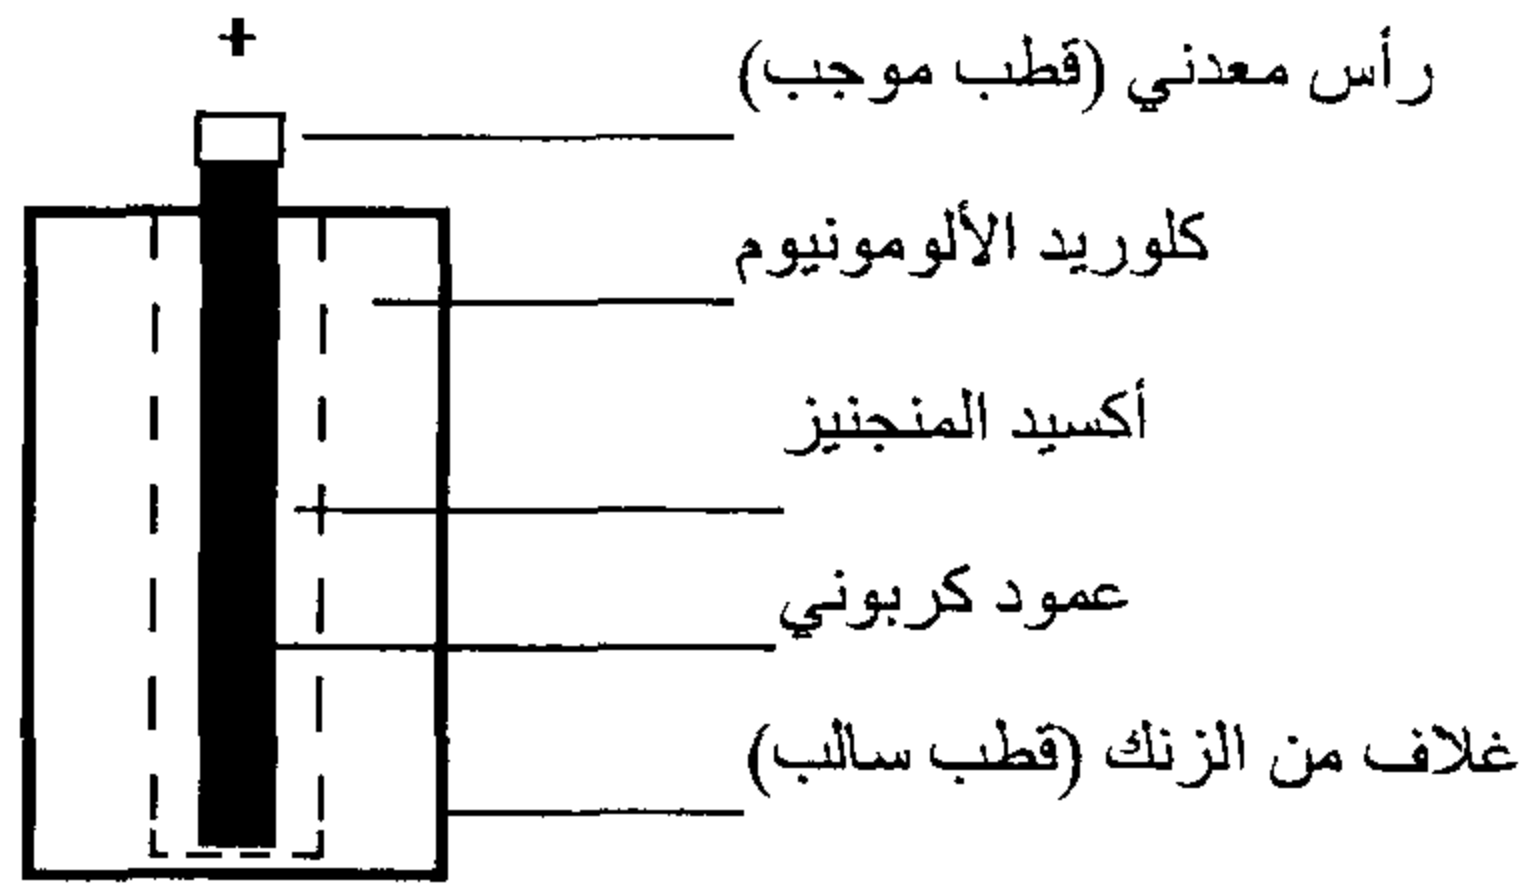 +
رأس معدني (قطب موجب)
كلوريد الألومونيوم
أكسيد المنجنيز
عمود كربوني
غلاف من الزنك (قطب سالب)